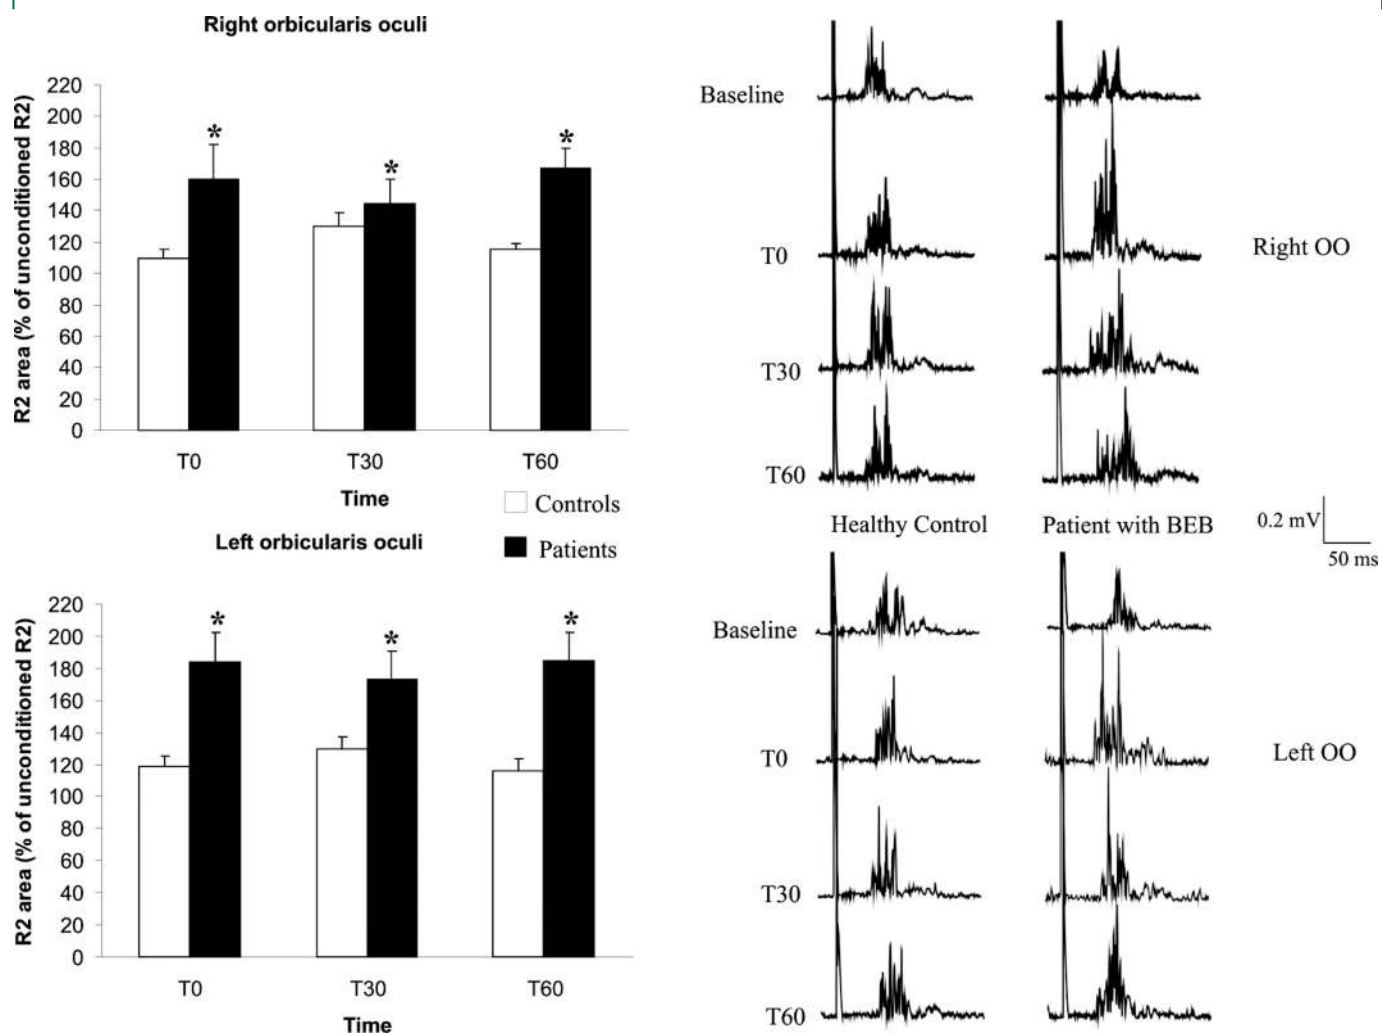 Right orbicularis oculi
R2 area (% of unconditioned R2)
220
200
180
160
140
120
100
80
60
40
20
0
*
*
*
T0
T30
T60
Time
Controls
Patients
Left orbicularis oculi
R2 area (% of unconditioned R2)
220
200
180
160
140
120
100
80
60
40
20
0
*
*
*
T0
T30
T60
Time
Baseline
T0
Right OO
T30
T60
Healthy Control
Patient with BEB
0.2 mV
50 ms
Baseline
T0
Left OO
T30
T60